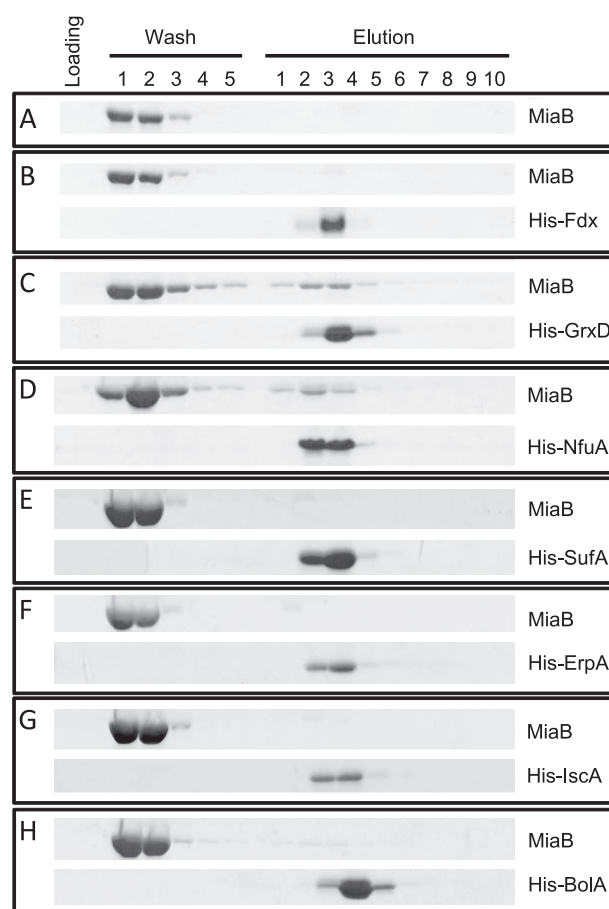 Loading
Wash
Elution
1 2 3 4 5
1 2 3 4 5 6 7 8 9 10
A
MiaB
B
MiaB
His-Fdx
C
MiaB
His-GrxD
D
MiaB
His-NfuA
E
MiaB
His-SufA
F
MiaB
His-ErpA
G
MiaB
His-IscA
H
MiaB
His-BolA